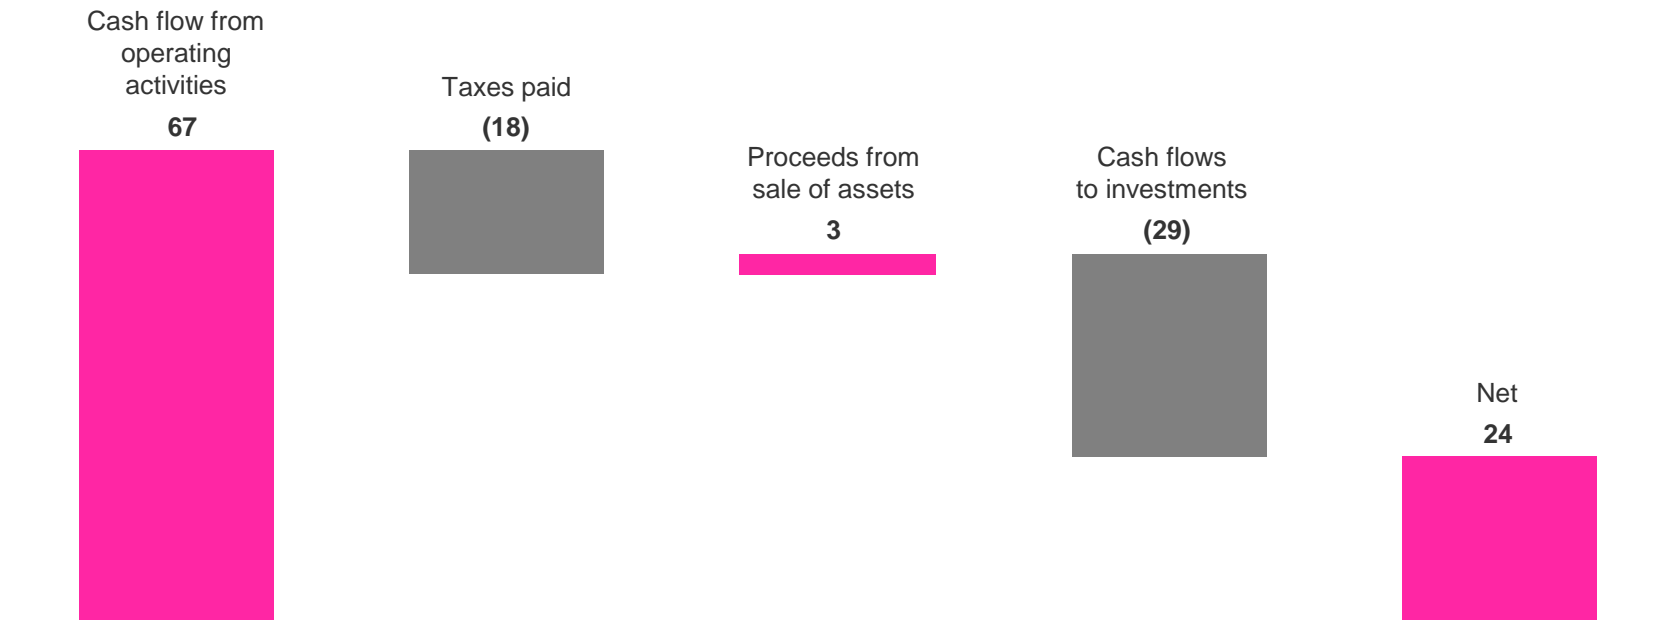 Cash flow from
operating
activities
67
Taxes paid
(18)
Proceeds from
sale of assets
3
Cash flows
to investments
(29)
Net
24